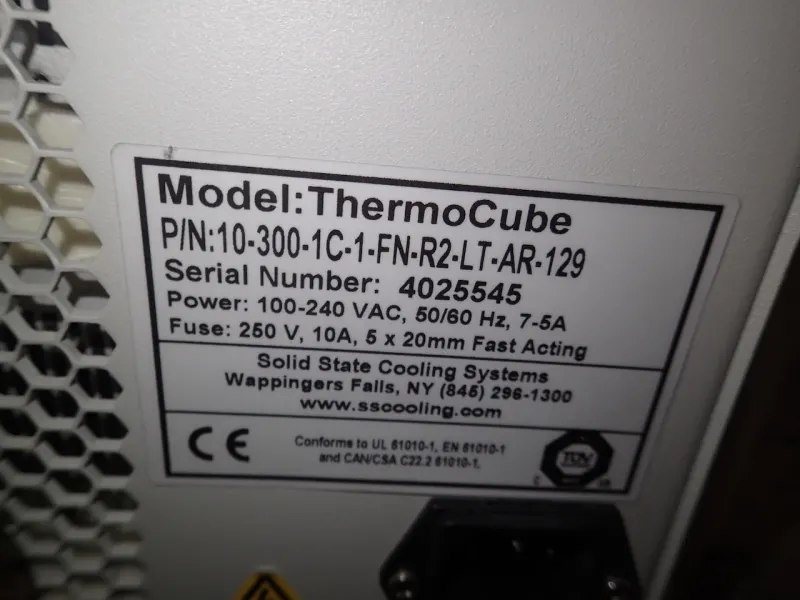 Model:ThermoCube
P/N:10-300-1C-1-FN-R2-LT-AR-129
Serial Number: 4025545
Power: 100-240 VAC, 50/60 Hz, 7-5A
Fuse: 250 V, 10A, 5 x 20mm Fast Acting
Solid State Cooling Systems
Wappingers Falls, NY (845) 296-1300
www.sscooling.com
CE
Conforms to UL 61010-1, EN 61010-1
and CAN/CSA C22.2 61010-1.
TÜV
C